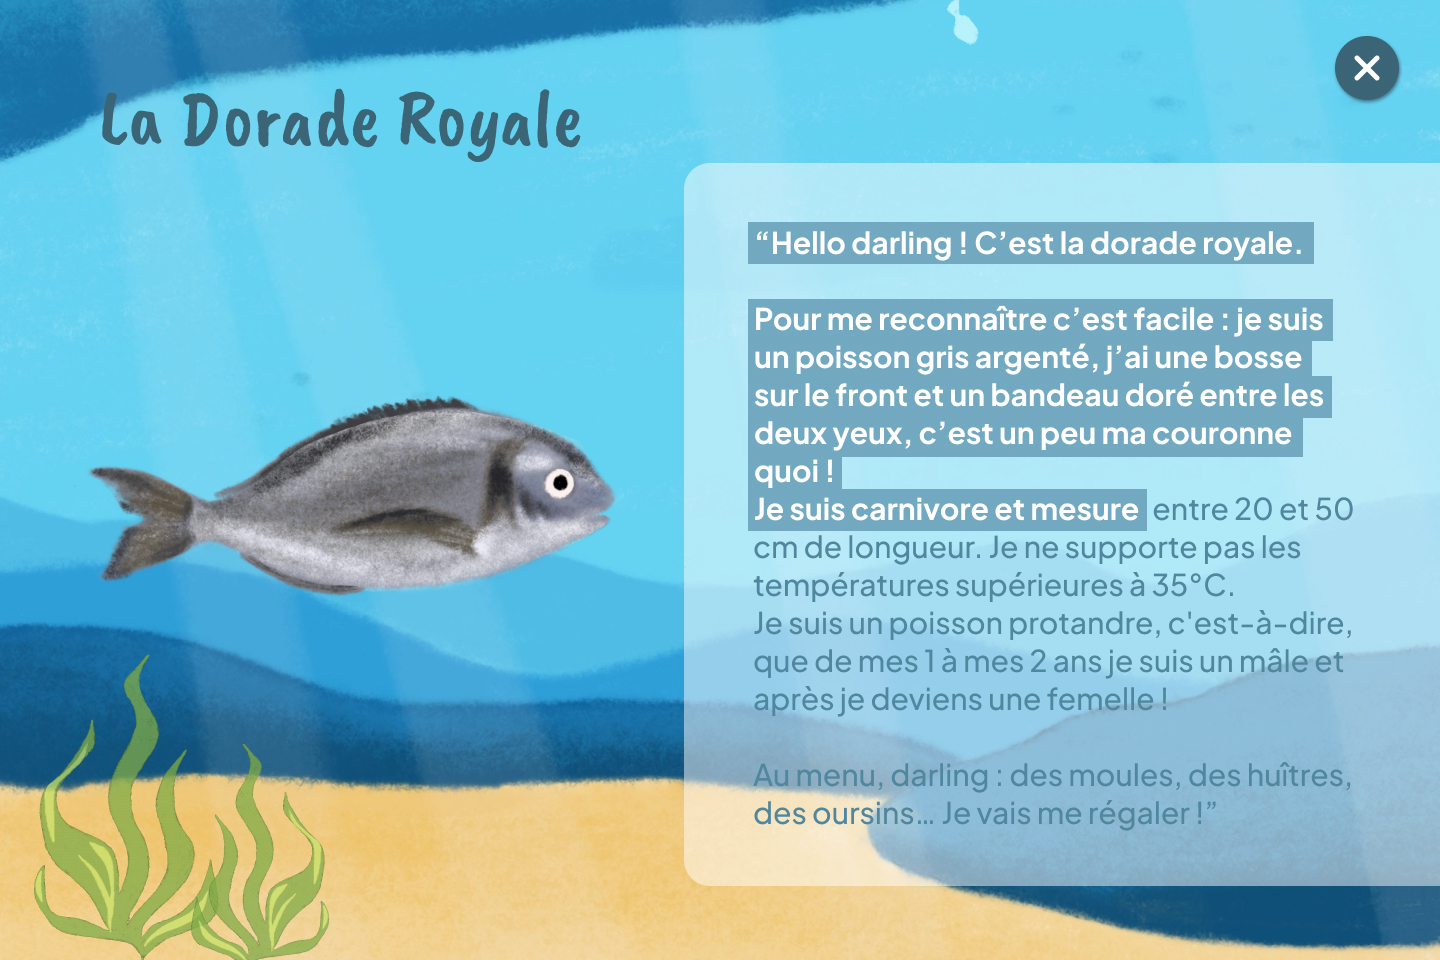 La Dorade Royale
“Hello darling ! C’est la dorade royale.
Pour me reconnaître c’est facile : je suis
un poisson gris argenté, j’ai une bosse
sur le front et un bandeau doré entre les
deux yeux, c’est un peu ma couronne
quoi !
Je suis carnivore et mesure entre 20 et 50
cm de longueur. Je ne supporte pas les
températures supérieures à 35°C.
Je suis un poisson protandre, c'est-à-dire,
que de mes 1 à mes 2 ans je suis un mâle et
après je deviens une femelle !
Au menu, darling : des moules, des huîtres,
des oursins... Je vais me régaler !”